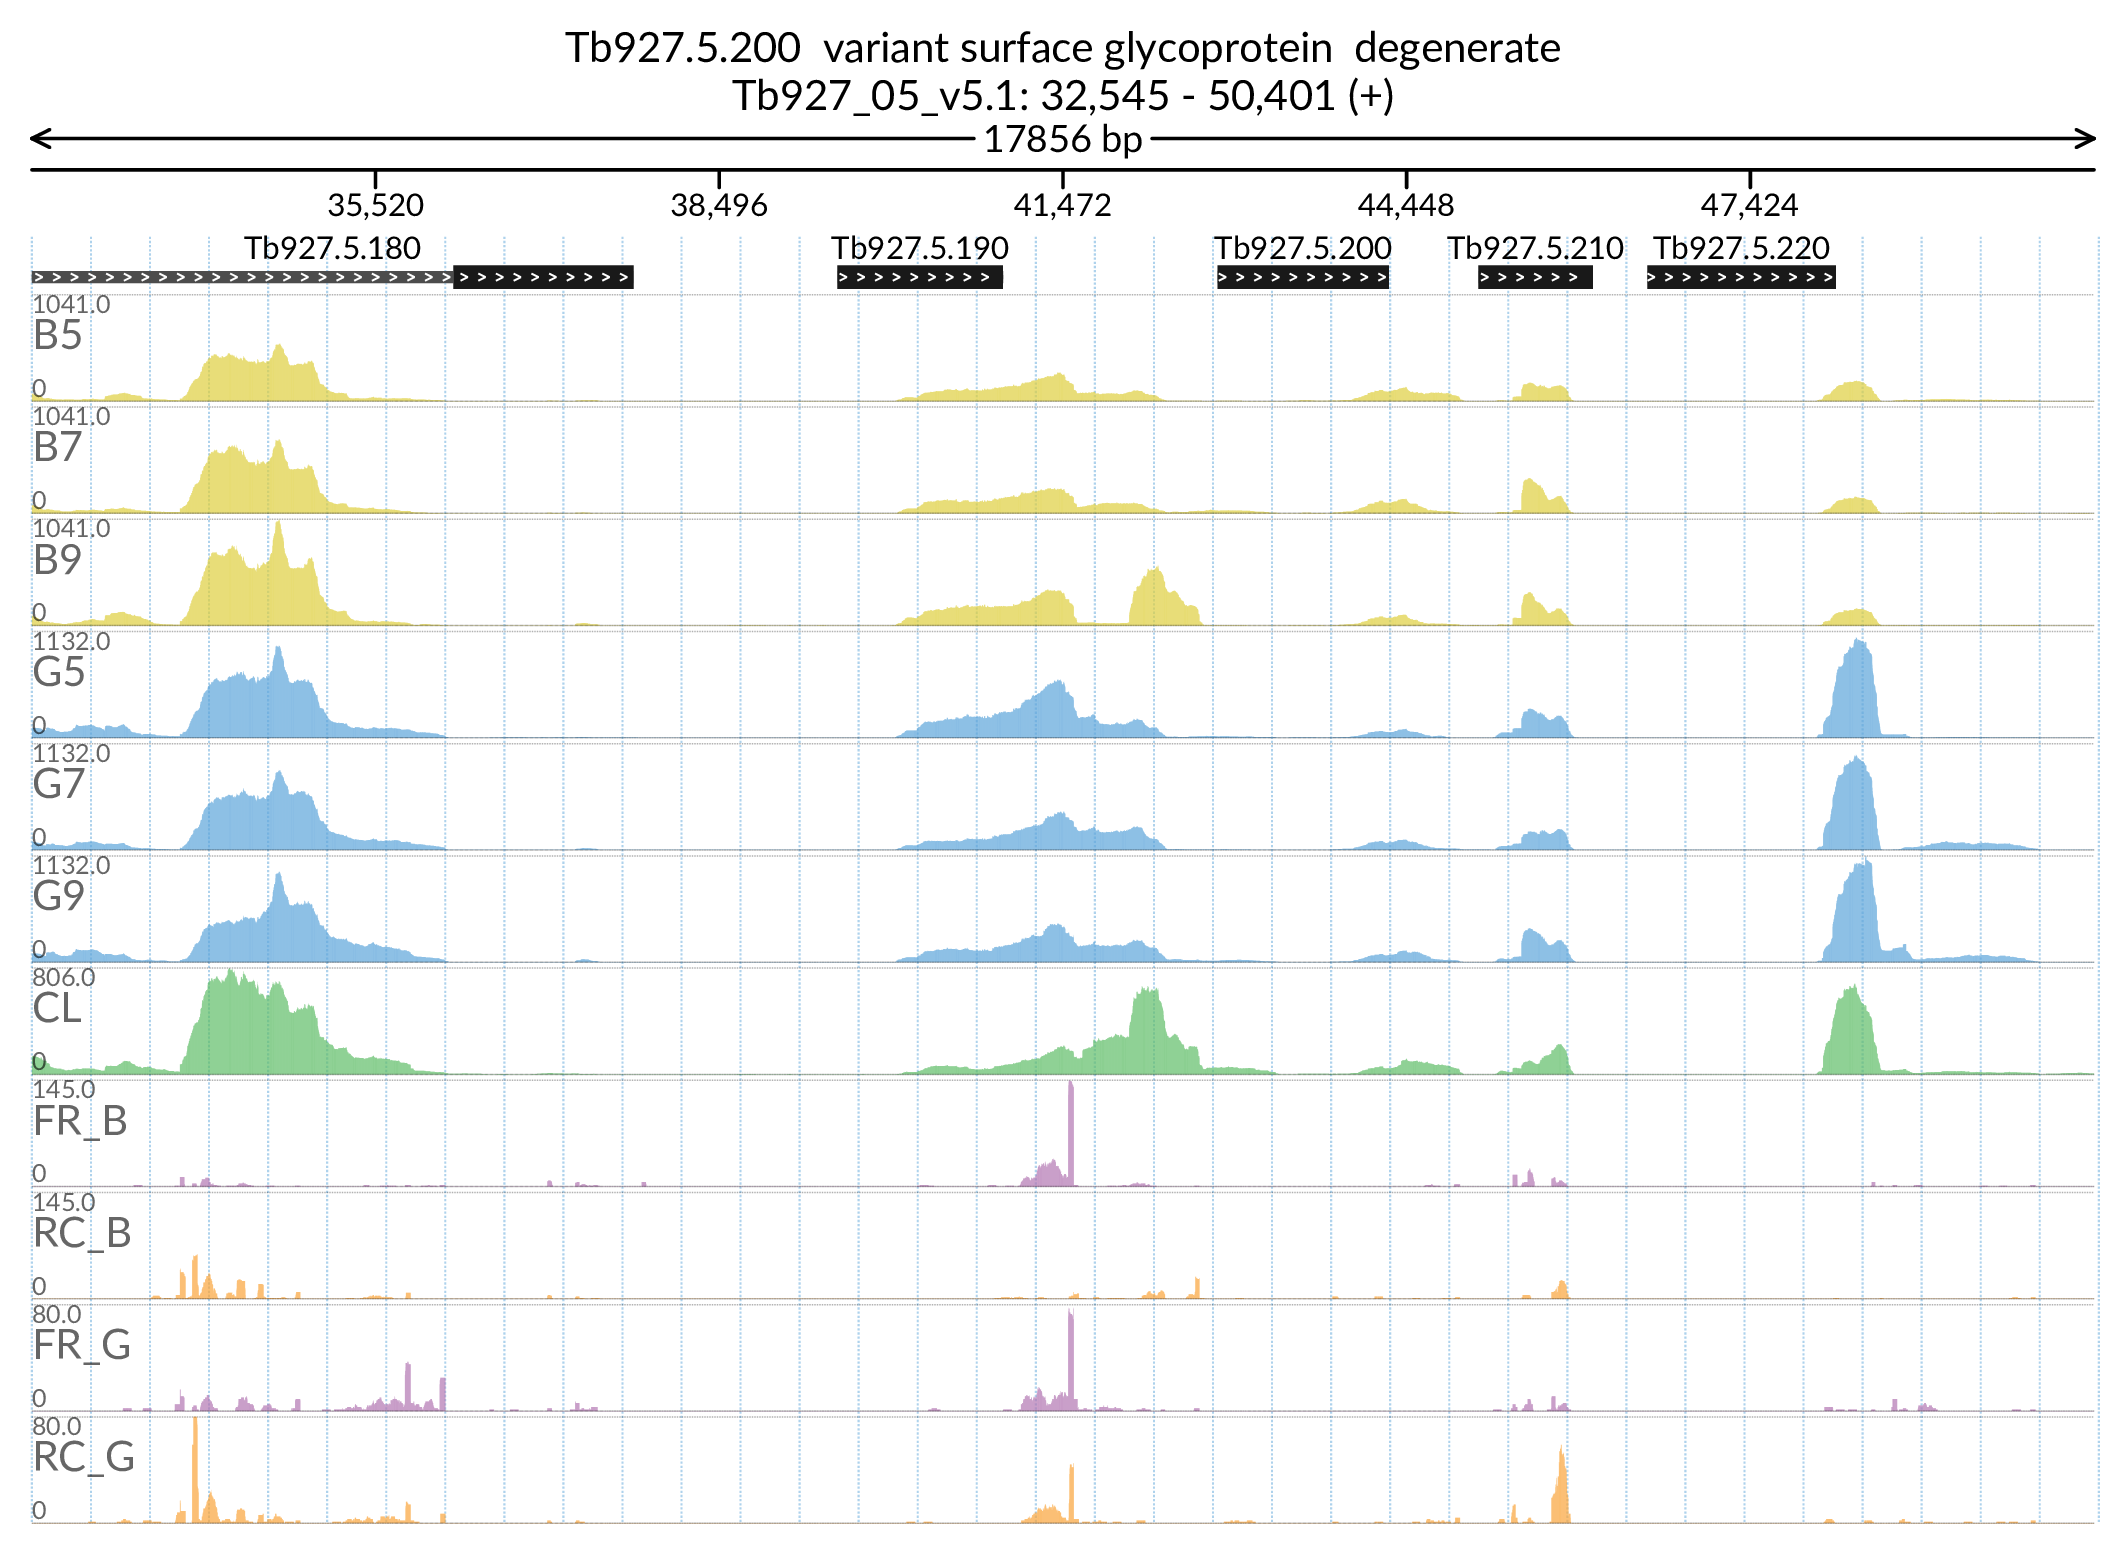 Tb927.5.200 variant surface glycoprotein degenerate
Tb927_05_v5.1: 32,545 - 50,401 (+)
17856 bp
35,520 38,496 41,472 44,448 47,424
Tb927.5.180 Tb927.5.190 Tb927.5.200 Tb927.5.210 Tb927.5.220
1041.0
B5
0
1041.0
B7
0
1041.0
B9
0
1132.0
G5
0
1132.0
G7
0
1132.0
G9
0
806.0
CL
0
145.0
FR_B
0
145.0
RC_B
0
80.0
FR_G
0
80.0
RC_G
0